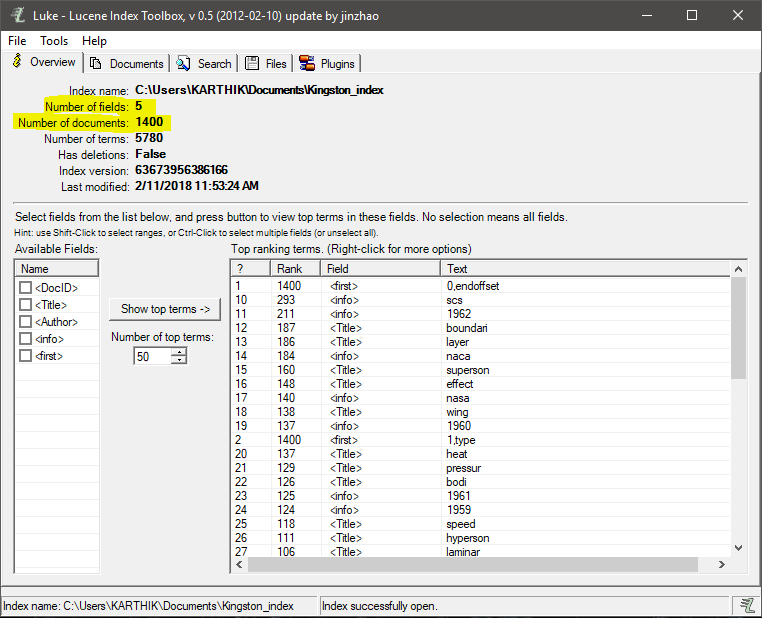 Luke - Lucene Index Toolbox, v 0.5 (2012-02-10) update by jinzhao
File Tools Help
Overview Documents Search Files Plugins
Index name: C:\Users\KARTHIK\Documents\Kingston_index
Number of fields: 5
Number of documents: 1400
Number of terms: 5780
Has deletions: False
Index version: 63673956386166
Last modified: 2/11/2018 11:53:24 AM
Select fields from the list below, and press button to view top terms in these fields. No selection means all fields.
Hint: use Shift-Click to select ranges, or Ctrl-Click to select multiple fields (or unselect all).
Available Fields:
Name
<DocID>
<Title>
<Author>
<info>
<first>
Show top terms ->
Number of top terms:
50
Top ranking terms. (Right-click for more options)
? Rank Field Text
1 1400 <first> 0,endoffset
10 293 <info> scs
11 211 <info> 1962
12 187 <Title> boundari
13 186 <Title> layer
14 184 <info> naca
15 160 <Title> superson
16 148 <Title> effect
17 140 <info> nasa
18 138 <Title> wing
19 137 <info> 1960
2 1400 <first> 1,type
20 137 <Title> heat
21 129 <Title> pressur
22 126 <Title> bodi
23 125 <info> 1961
24 124 <info> 1959
25 118 <Title> speed
26 111 <Title> hyperson
27 106 <Title> laminar
Index name: C:\Users\KARTHIK\Documents\Kingston_index
Index successfully open.